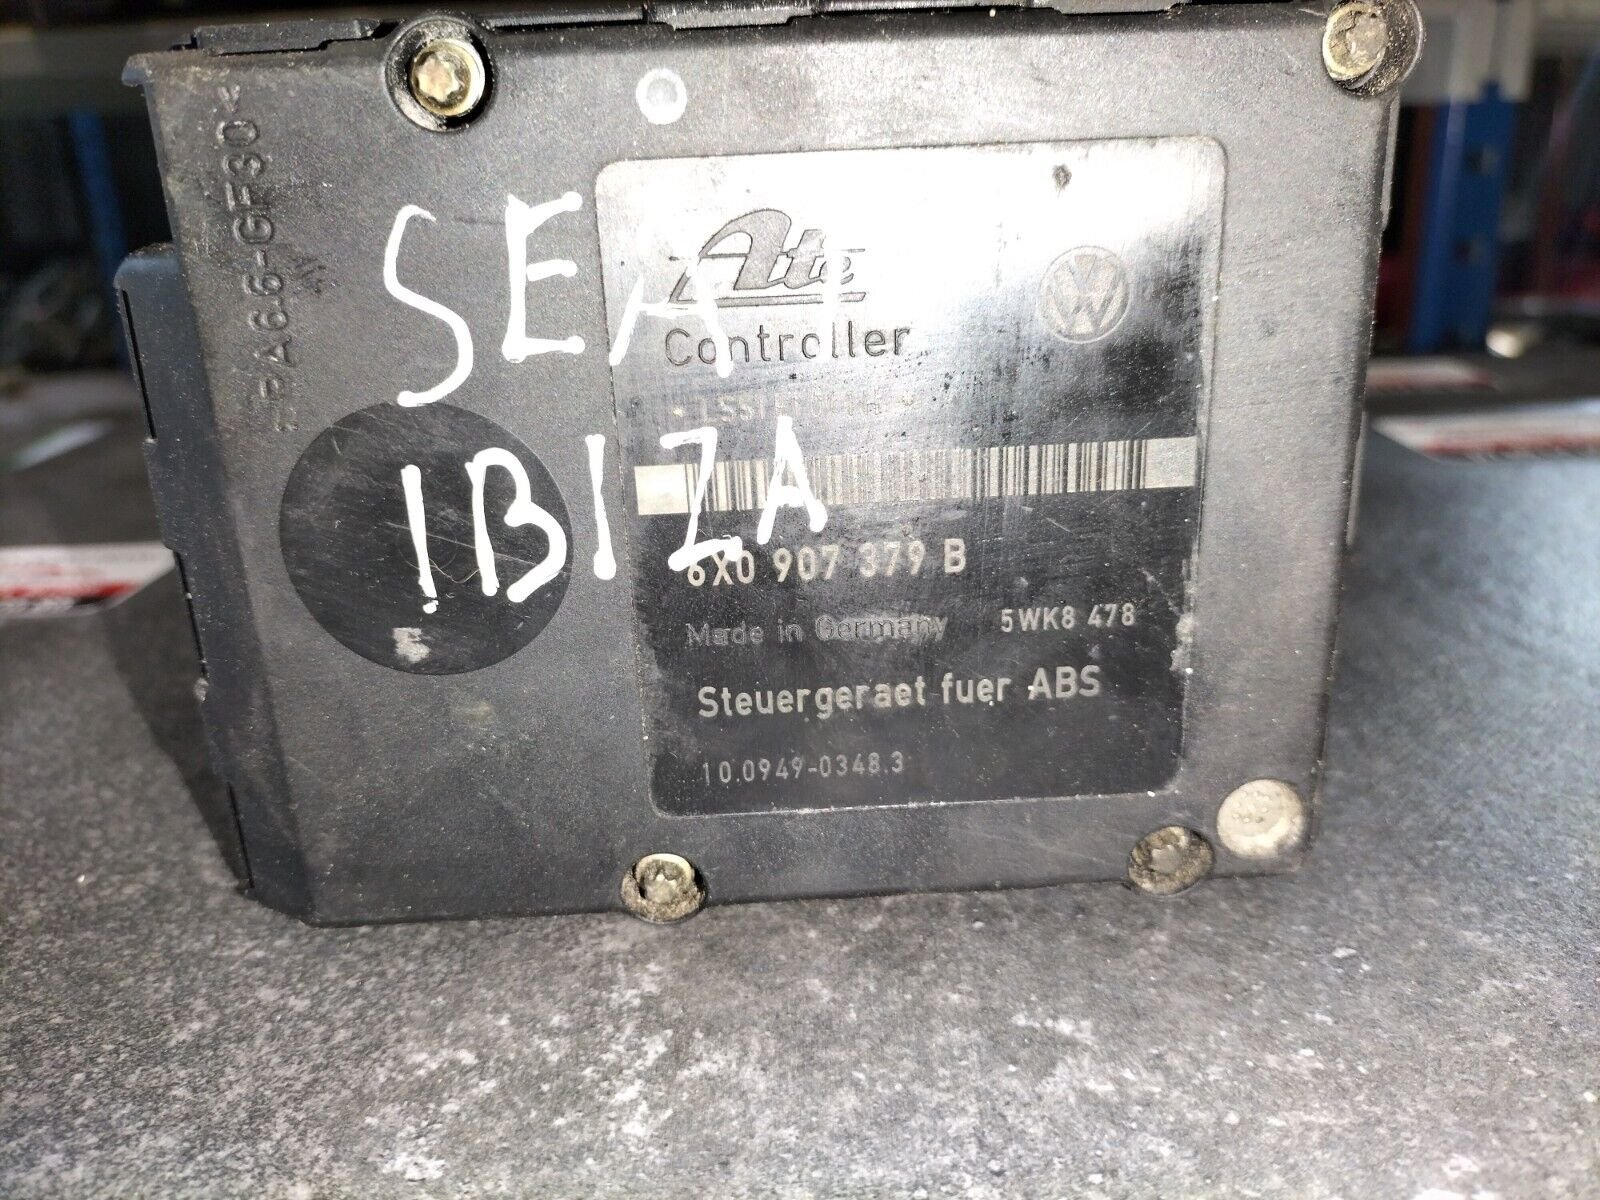 >PA66-GF30<
SEAT
IBIZA
Ate
Controller
VW
6X0 907 379 B
Made in Germany 5WK8 478
Steuergeraet fuer ABS
10.0949-0348.3